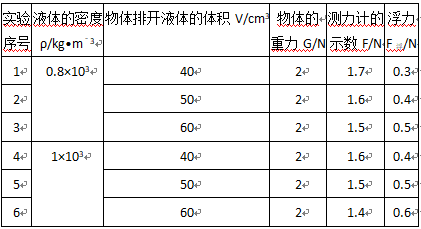 实验序号 液体的密度 ρ/kg•m⁻³ 物体排开液体的体积 V/cm³ 物体的重力 G/N 测力计的示数 F/N 浮力 F浮/N
1 0.8×10³ 40 2 1.7 0.3
2 50 2 1.6 0.4
3 60 2 1.5 0.5
4 1×10³ 40 2 1.6 0.4
5 50 2 1.5 0.5
6 60 2 1.4 0.6